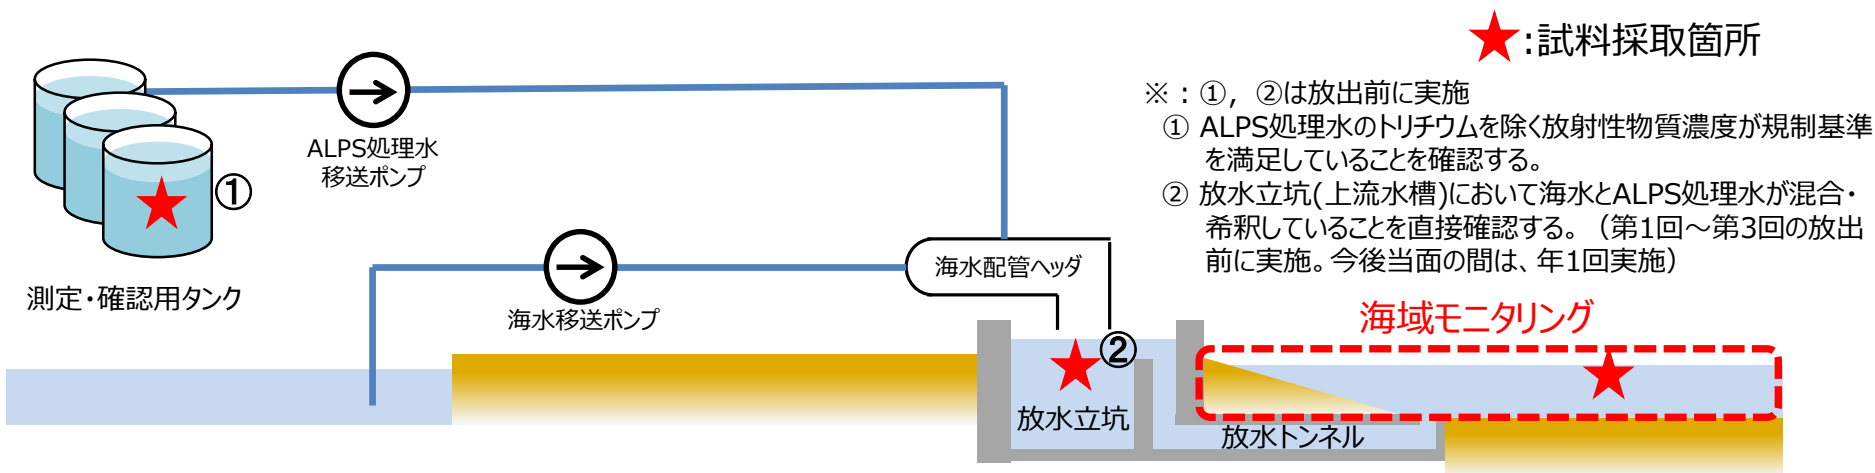 ★:試料採取箇所
※：①，②は放出前に実施
① ALPS処理水のトリチウムを除く放射性物質濃度が規制基準
を満足していることを確認する。
② 放水立坑(上流水槽)において海水とALPS処理水が混合・
希釈していることを直接確認する。（第1回～第3回の放出
前に実施。今後当面の間は、年1回実施）
ALPS処理水
移送ポンプ
①
測定・確認用タンク
海水配管ヘッダ
海水移送ポンプ
海域モニタリング
②
放水立坑
放水トンネル